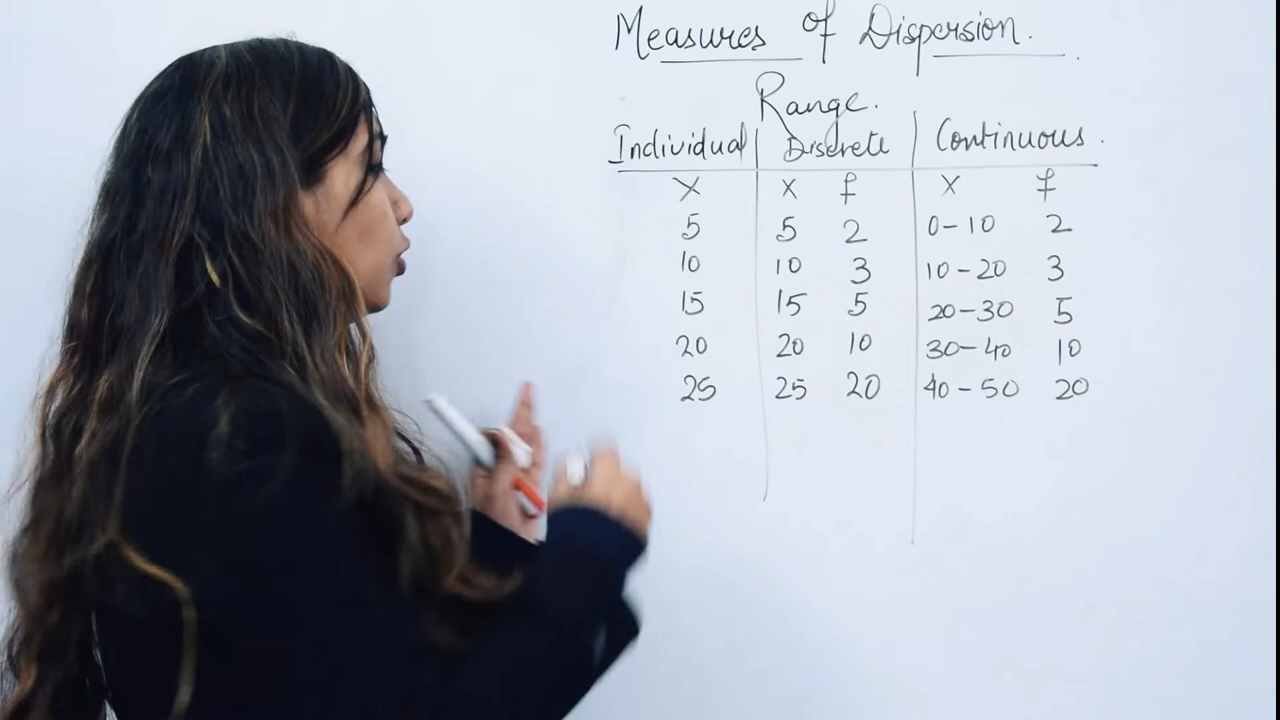 Measures of Dispersion.
Range.
Individual Discrete Continuous.
X X f X f
5 5 2 0-10 2
10 10 3 10-20 3
15 15 5 20-30 5
20 20 10 30-40 10
25 25 20 40-50 20